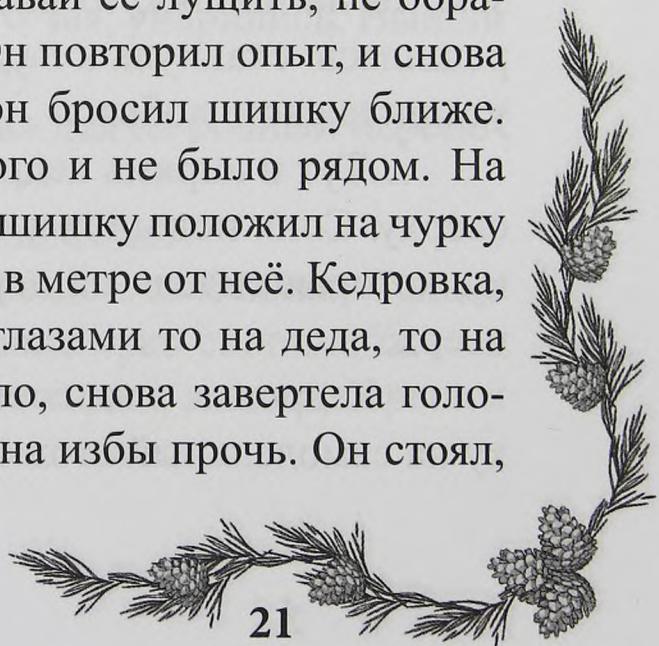 авай её лущить, не обра-
Он повторил опыт, и снова
он бросил шишку ближе.
ого и не было рядом. На
шишку положил на чурку
в метре от неё. Кедровка,
глазами то на деда, то на
ло, снова завертела голо-
на избы прочь. Он стоял,
21